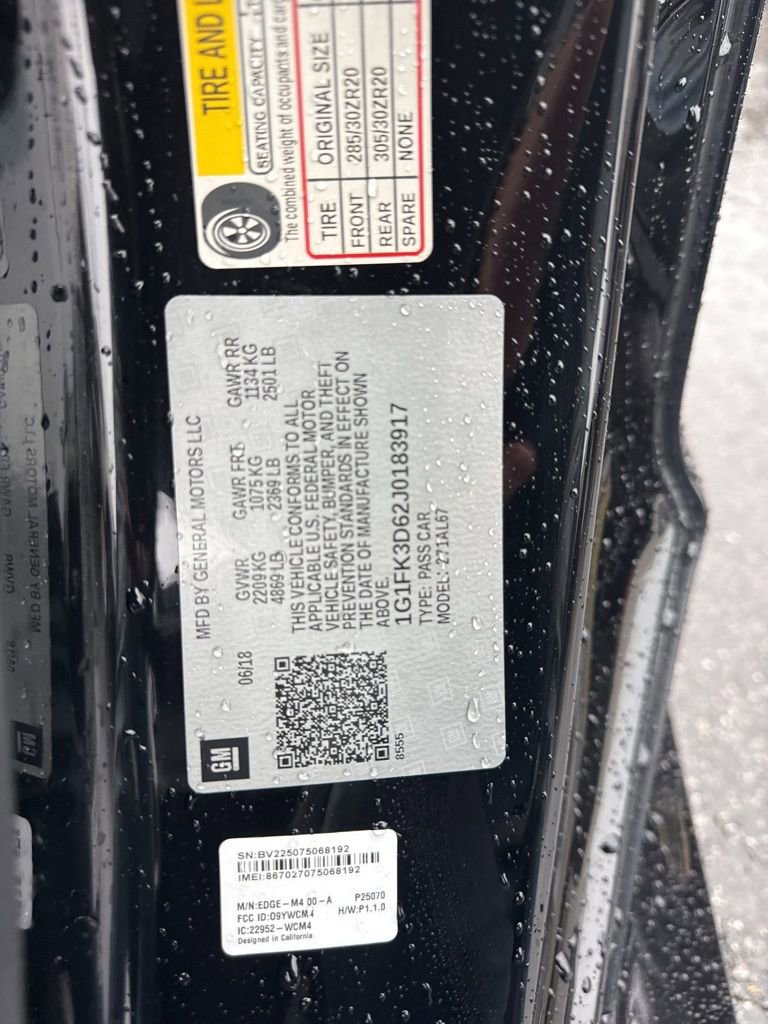 TIRE AND
SEATING CAPACITY
The combined weight of occupants and
TIRE ORIGINAL SIZE
FRONT 285/30ZR20
REAR 305/30ZR20
SPARE NONE
MFD BY GENERAL MOTORS LLC
06/18 GVWR GAWR FRT GAWR RR
2209 KG 1075 KG 1134 KG
4869 LB 2369 LB 2501 LB
THIS VEHICLE CONFORMS TO ALL
APPLICABLE U.S. FEDERAL MOTOR
VEHICLE SAFETY, BUMPER, AND THEFT
PREVENTION STANDARDS IN EFFECT ON
THE DATE OF MANUFACTURE SHOWN
ABOVE.
1G1FK3D62J0183917
TYPE: PASS CAR
MODEL: 271AL67
GM
8555
SN:BV225075068192
IMEI:867027075068192
M/N:EDGE-M4 00-A P25070
FCC ID:O9YWCM4 H/W:P1.1.0
IC:22952-WCM4
Designed in California